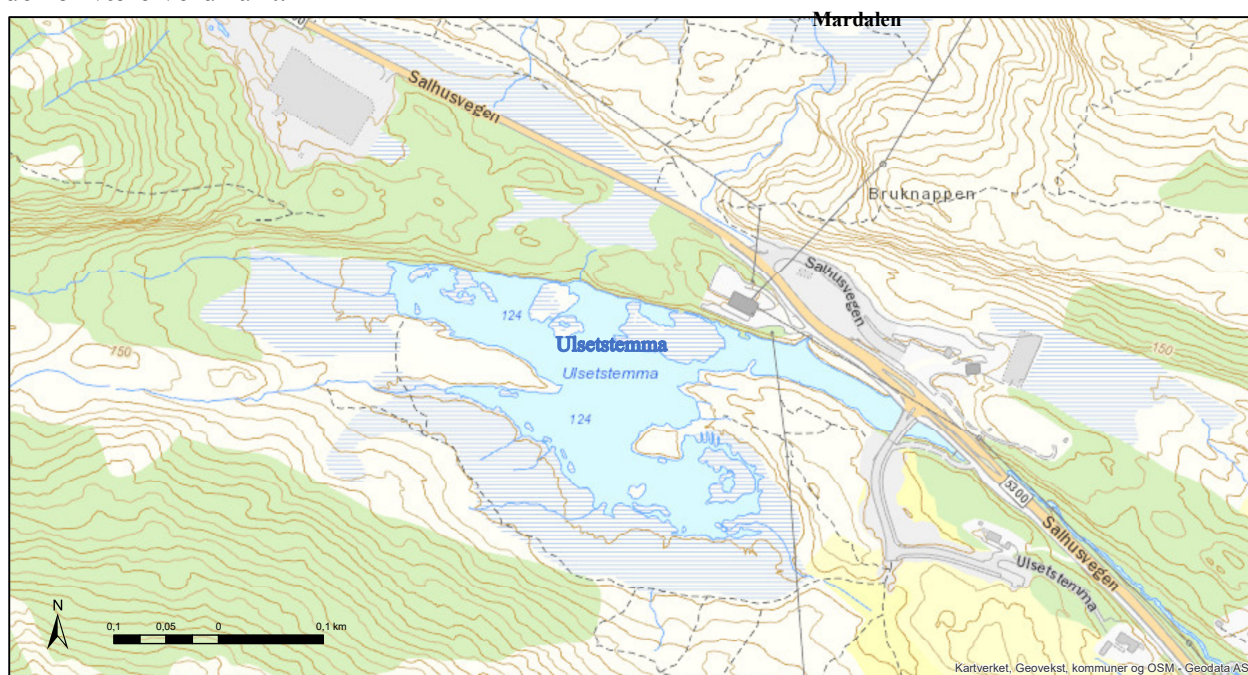 Mardalen
Salhusvegen
Bruknappen
Salhusvegen
124
Ulsetstemma
Ulsetstemma
150
150
124
5300
Salhusvegen
Ulsetstemma
N
0,1 0,05 0 0,1 km
Kartverket, Geovekst, kommuner og OSM - Geodata AS